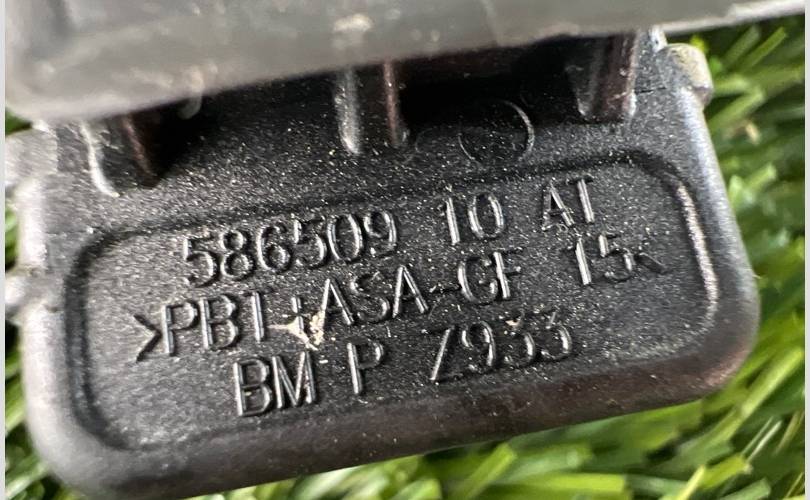 586509 10 AT
>PBT+ASA-GF 15<
BM P Z933